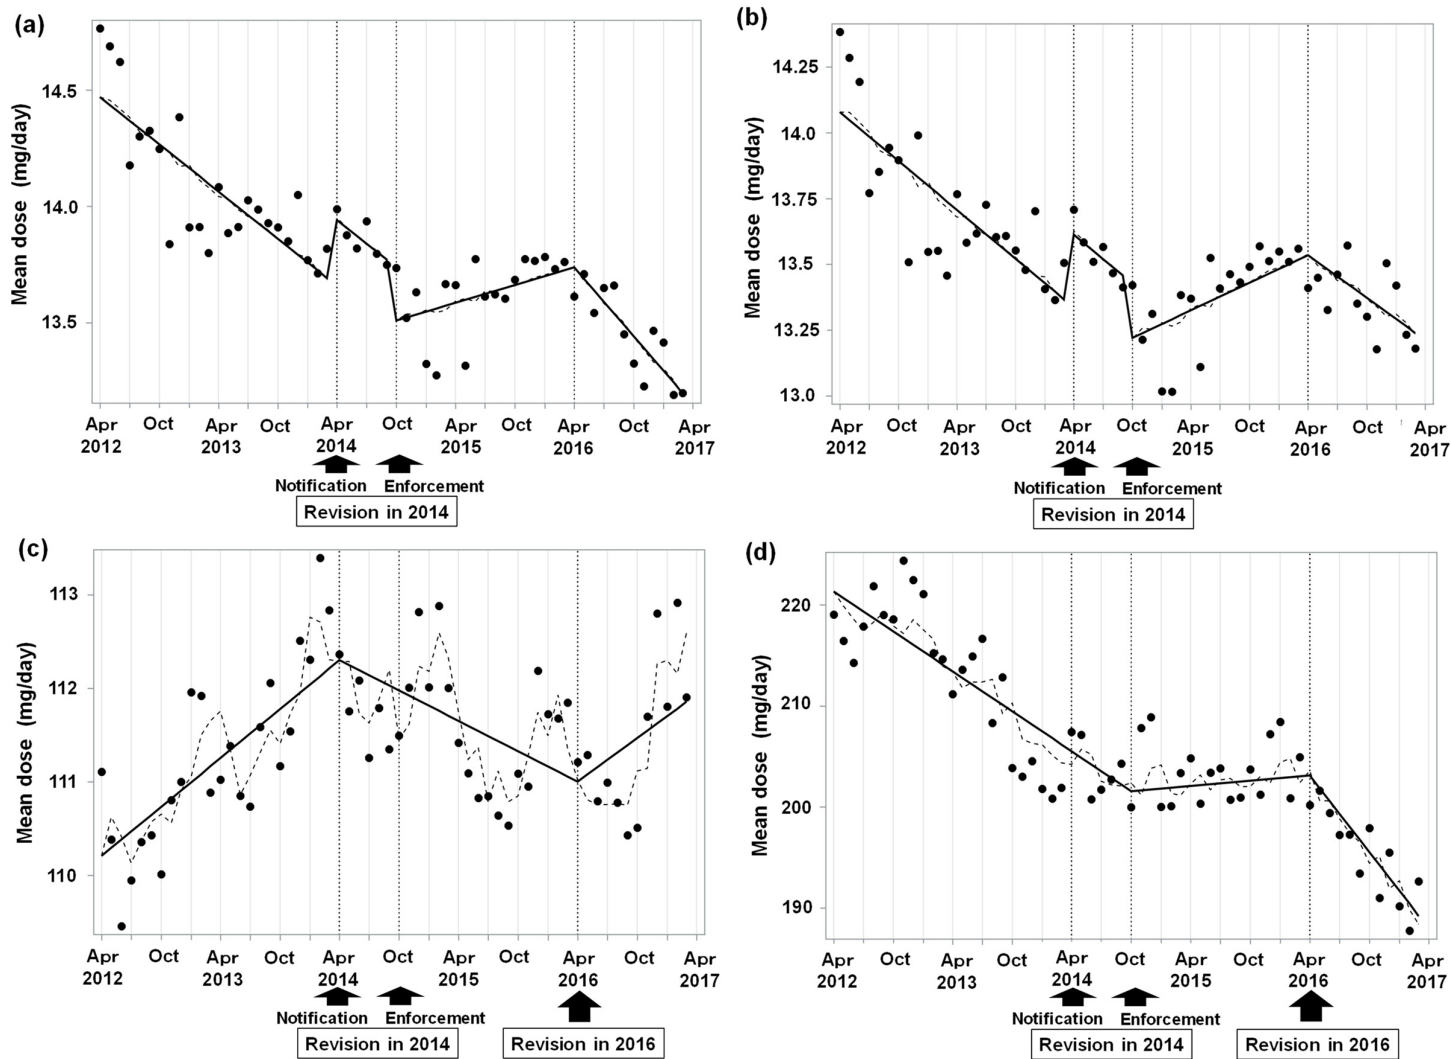 (a)
Mean dose (mg/day)
14.5
14.0
13.5
Apr Oct Apr Oct Apr Oct Apr Oct Apr Oct Apr
2012 2013 2014 2015 2016 2017
Notification Enforcement
Revision in 2014
(b)
Mean dose (mg/day)
14.25
14.0
13.75
13.5
13.25
13.0
Apr Oct Apr Oct Apr Oct Apr Oct Apr Oct Apr
2012 2013 2014 2015 2016 2017
Notification Enforcement
Revision in 2014
(c)
Mean dose (mg/day)
113
112
111
110
Apr Oct Apr Oct Apr Oct Apr Oct Apr Oct Apr
2012 2013 2014 2015 2016 2017
Notification Enforcement
Revision in 2014 Revision in 2016
(d)
Mean dose (mg/day)
220
210
200
190
Apr Oct Apr Oct Apr Oct Apr Oct Apr Oct Apr
2012 2013 2014 2015 2016 2017
Notification Enforcement
Revision in 2014 Revision in 2016